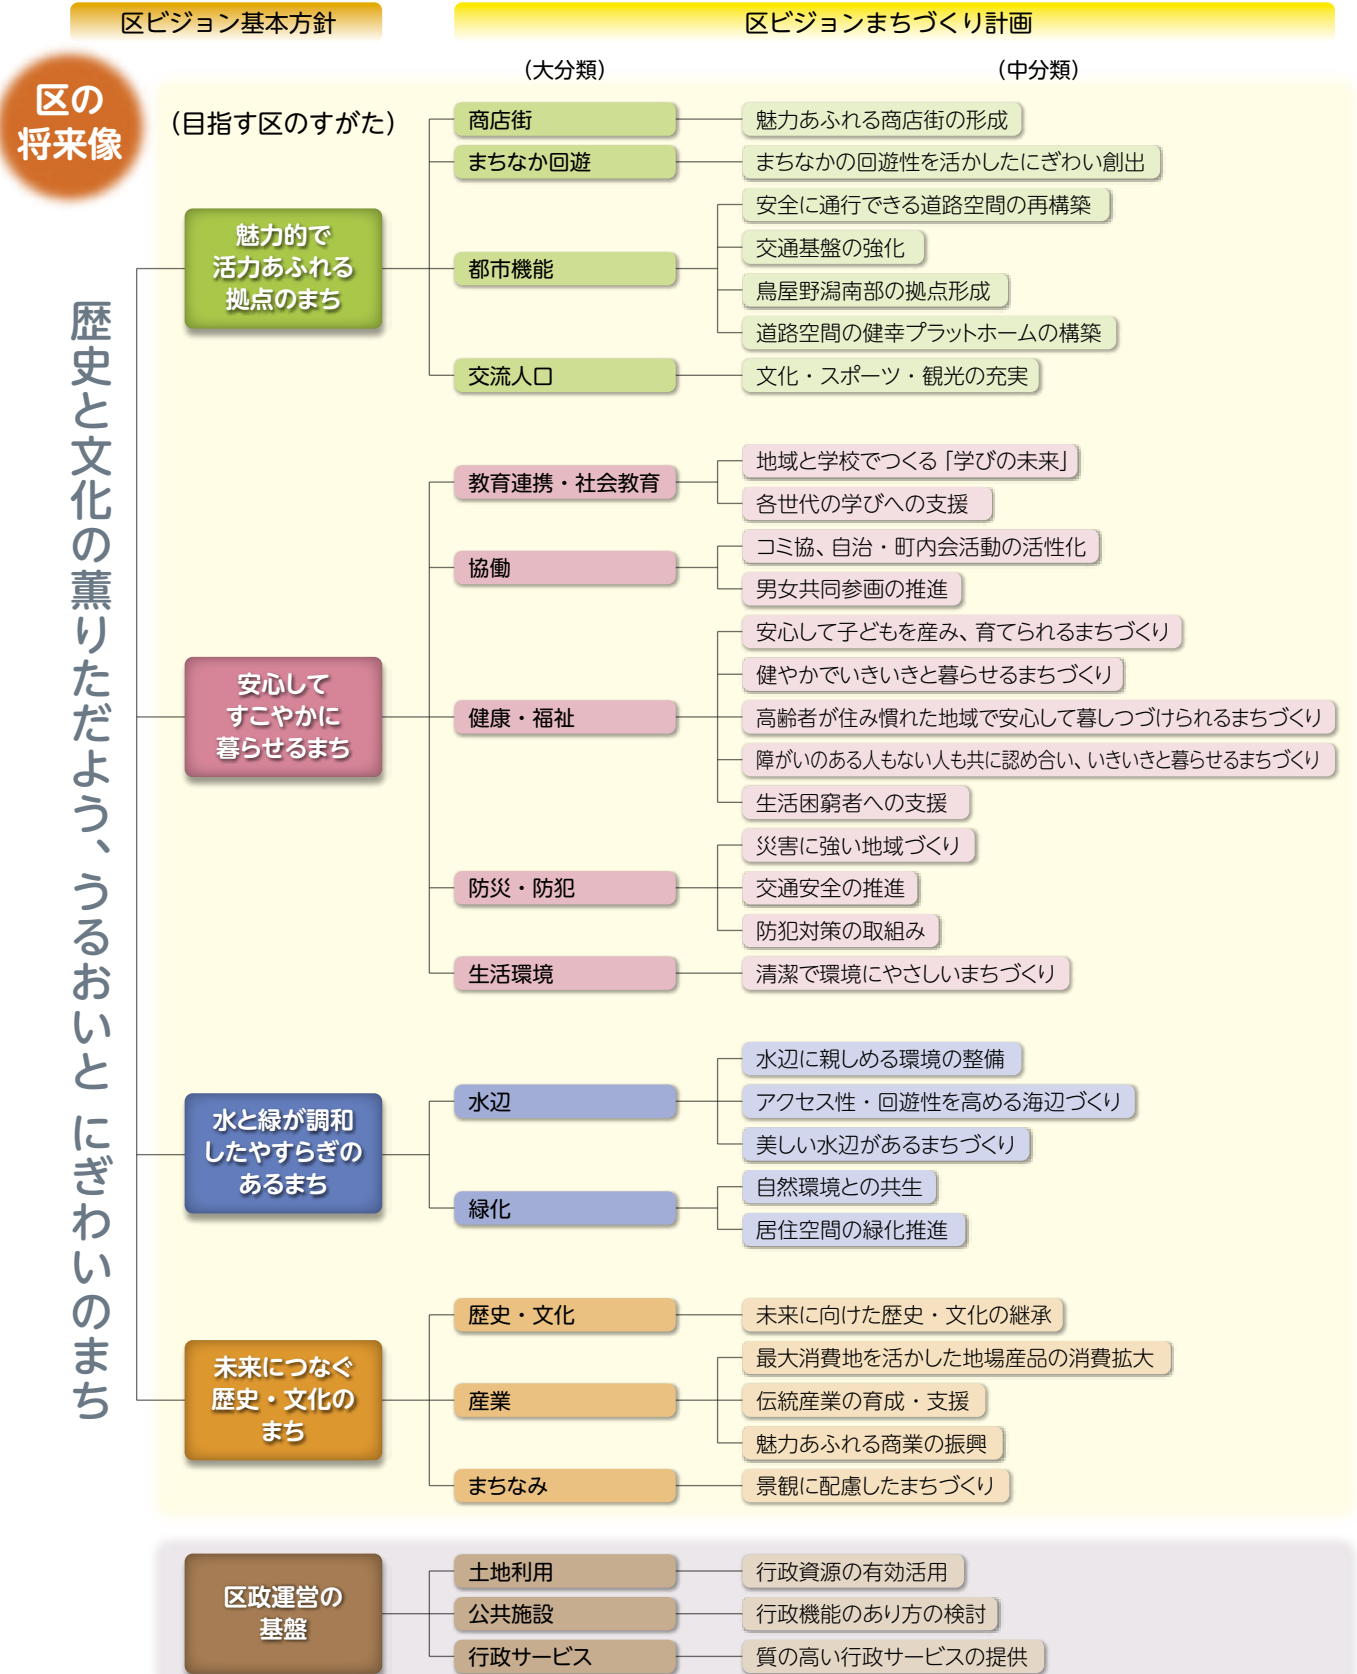 区ビジョン基本方針
区ビジョンまちづくり計画
(大分類)
(中分類)
区の
将来像
(目指す区のすがた)
歴史と文化の薫りただよう、うるおいと にぎわいのまち
魅力的で
活力あふれる
拠点のまち
商店街
魅力あふれる商店街の形成
まちなか回遊
まちなかの回遊性を活かしたにぎわい創出
都市機能
安全に通行できる道路空間の再構築
交通基盤の強化
鳥屋野潟南部の拠点形成
道路空間の健幸プラットホームの構築
交流人口
文化・スポーツ・観光の充実
安心して
すこやかに
暮らせるまち
教育連携・社会教育
地域と学校でつくる「学びの未来」
各世代の学びへの支援
協働
コミ協、自治・町内会活動の活性化
男女共同参画の推進
健康・福祉
安心して子どもを産み、育てられるまちづくり
健やかでいきいきと暮らせるまちづくり
高齢者が住み慣れた地域で安心して暮しつづけられるまちづくり
障がいのある人もない人も共に認め合い、いきいきと暮らせるまちづくり
生活困窮者への支援
防災・防犯
災害に強い地域づくり
交通安全の推進
防犯対策の取組み
生活環境
清潔で環境にやさしいまちづくり
水と緑が調和
したやすらぎの
あるまち
水辺
水辺に親しめる環境の整備
アクセス性・回遊性を高める海辺づくり
美しい水辺があるまちづくり
緑化
自然環境との共生
居住空間の緑化推進
未来につなぐ
歴史・文化の
まち
歴史・文化
未来に向けた歴史・文化の継承
産業
最大消費地を活かした地場産品の消費拡大
伝統産業の育成・支援
魅力あふれる商業の振興
まちなみ
景観に配慮したまちづくり
区政運営の
基盤
土地利用
行政資源の有効活用
公共施設
行政機能のあり方の検討
行政サービス
質の高い行政サービスの提供